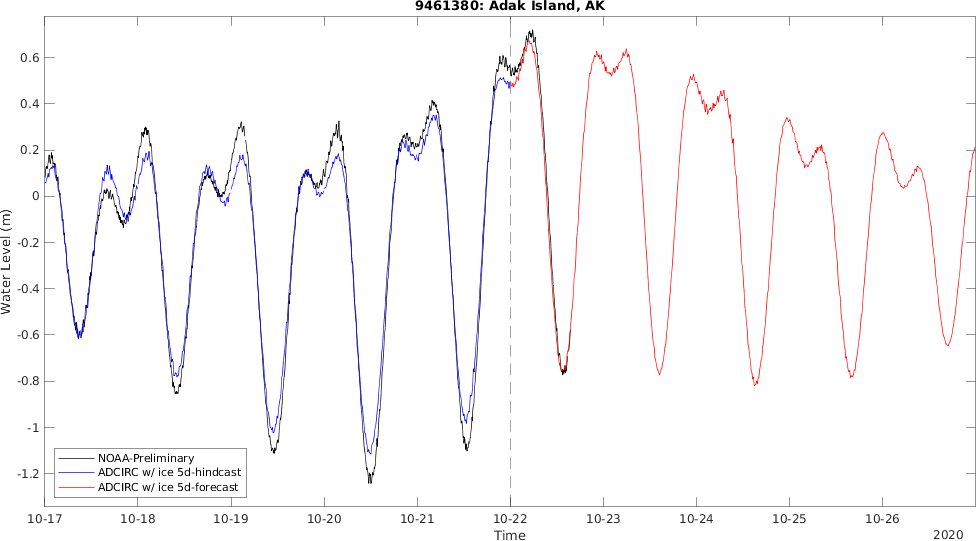 9461380: Adak Island, AK
Water Level (m)
0.6
0.4
0.2
0
-0.2
-0.4
-0.6
-0.8
-1
-1.2
NOAA-Preliminary
ADCIRC w/ ice 5d-hindcast
ADCIRC w/ ice 5d-forecast
10-17 10-18 10-19 10-20 10-21 10-22 10-23 10-24 10-25 10-26
Time
2020